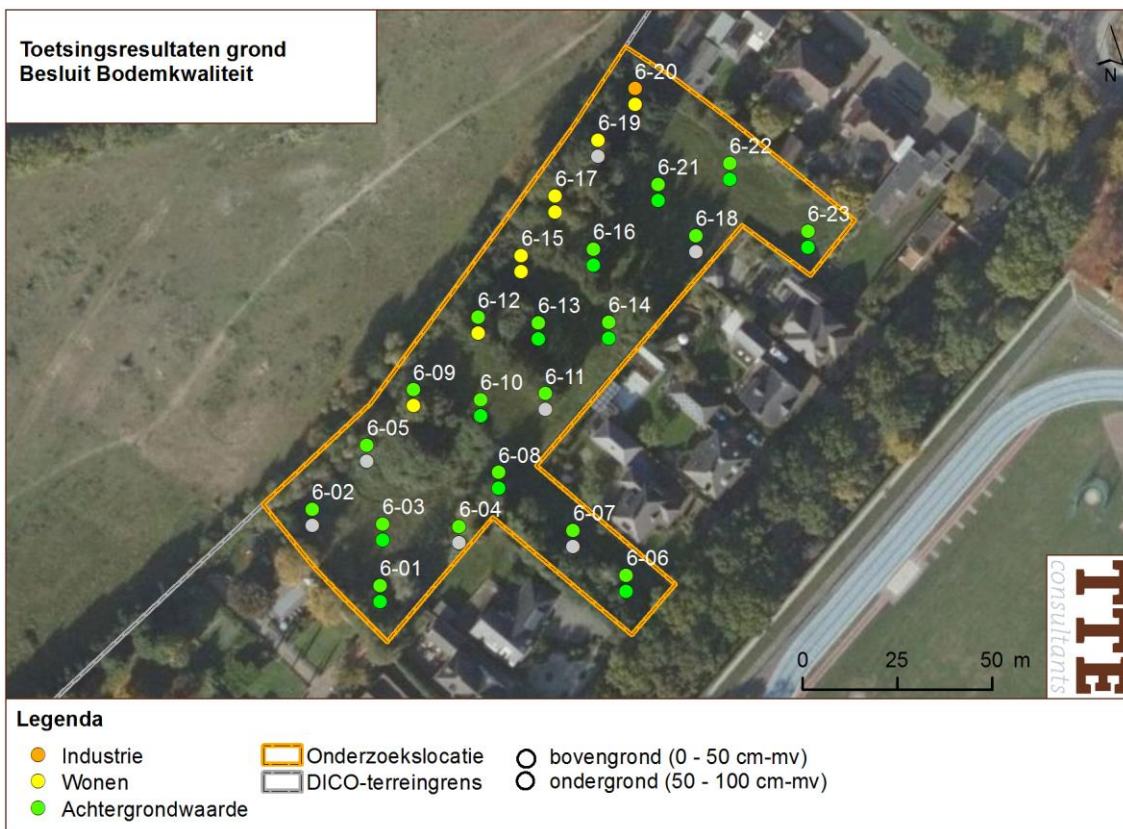 Toetsingsresultaten grond
Besluit Bodemkwaliteit
N
6-20
6-19
6-22
6-17
6-21
6-23
6-18
6-15
6-16
6-12
6-13
6-14
6-09
6-10
6-11
6-05
6-08
6-02
6-03
6-04
6-07
6-01
6-06
0 25 50 m
TTE
consultants
Legenda
Industrie
Wonen
Achtergrondwaarde
Onderzoekslocatie
DICO-terreingrens
bovengrond (0 - 50 cm-mv)
ondergrond (50 - 100 cm-mv)